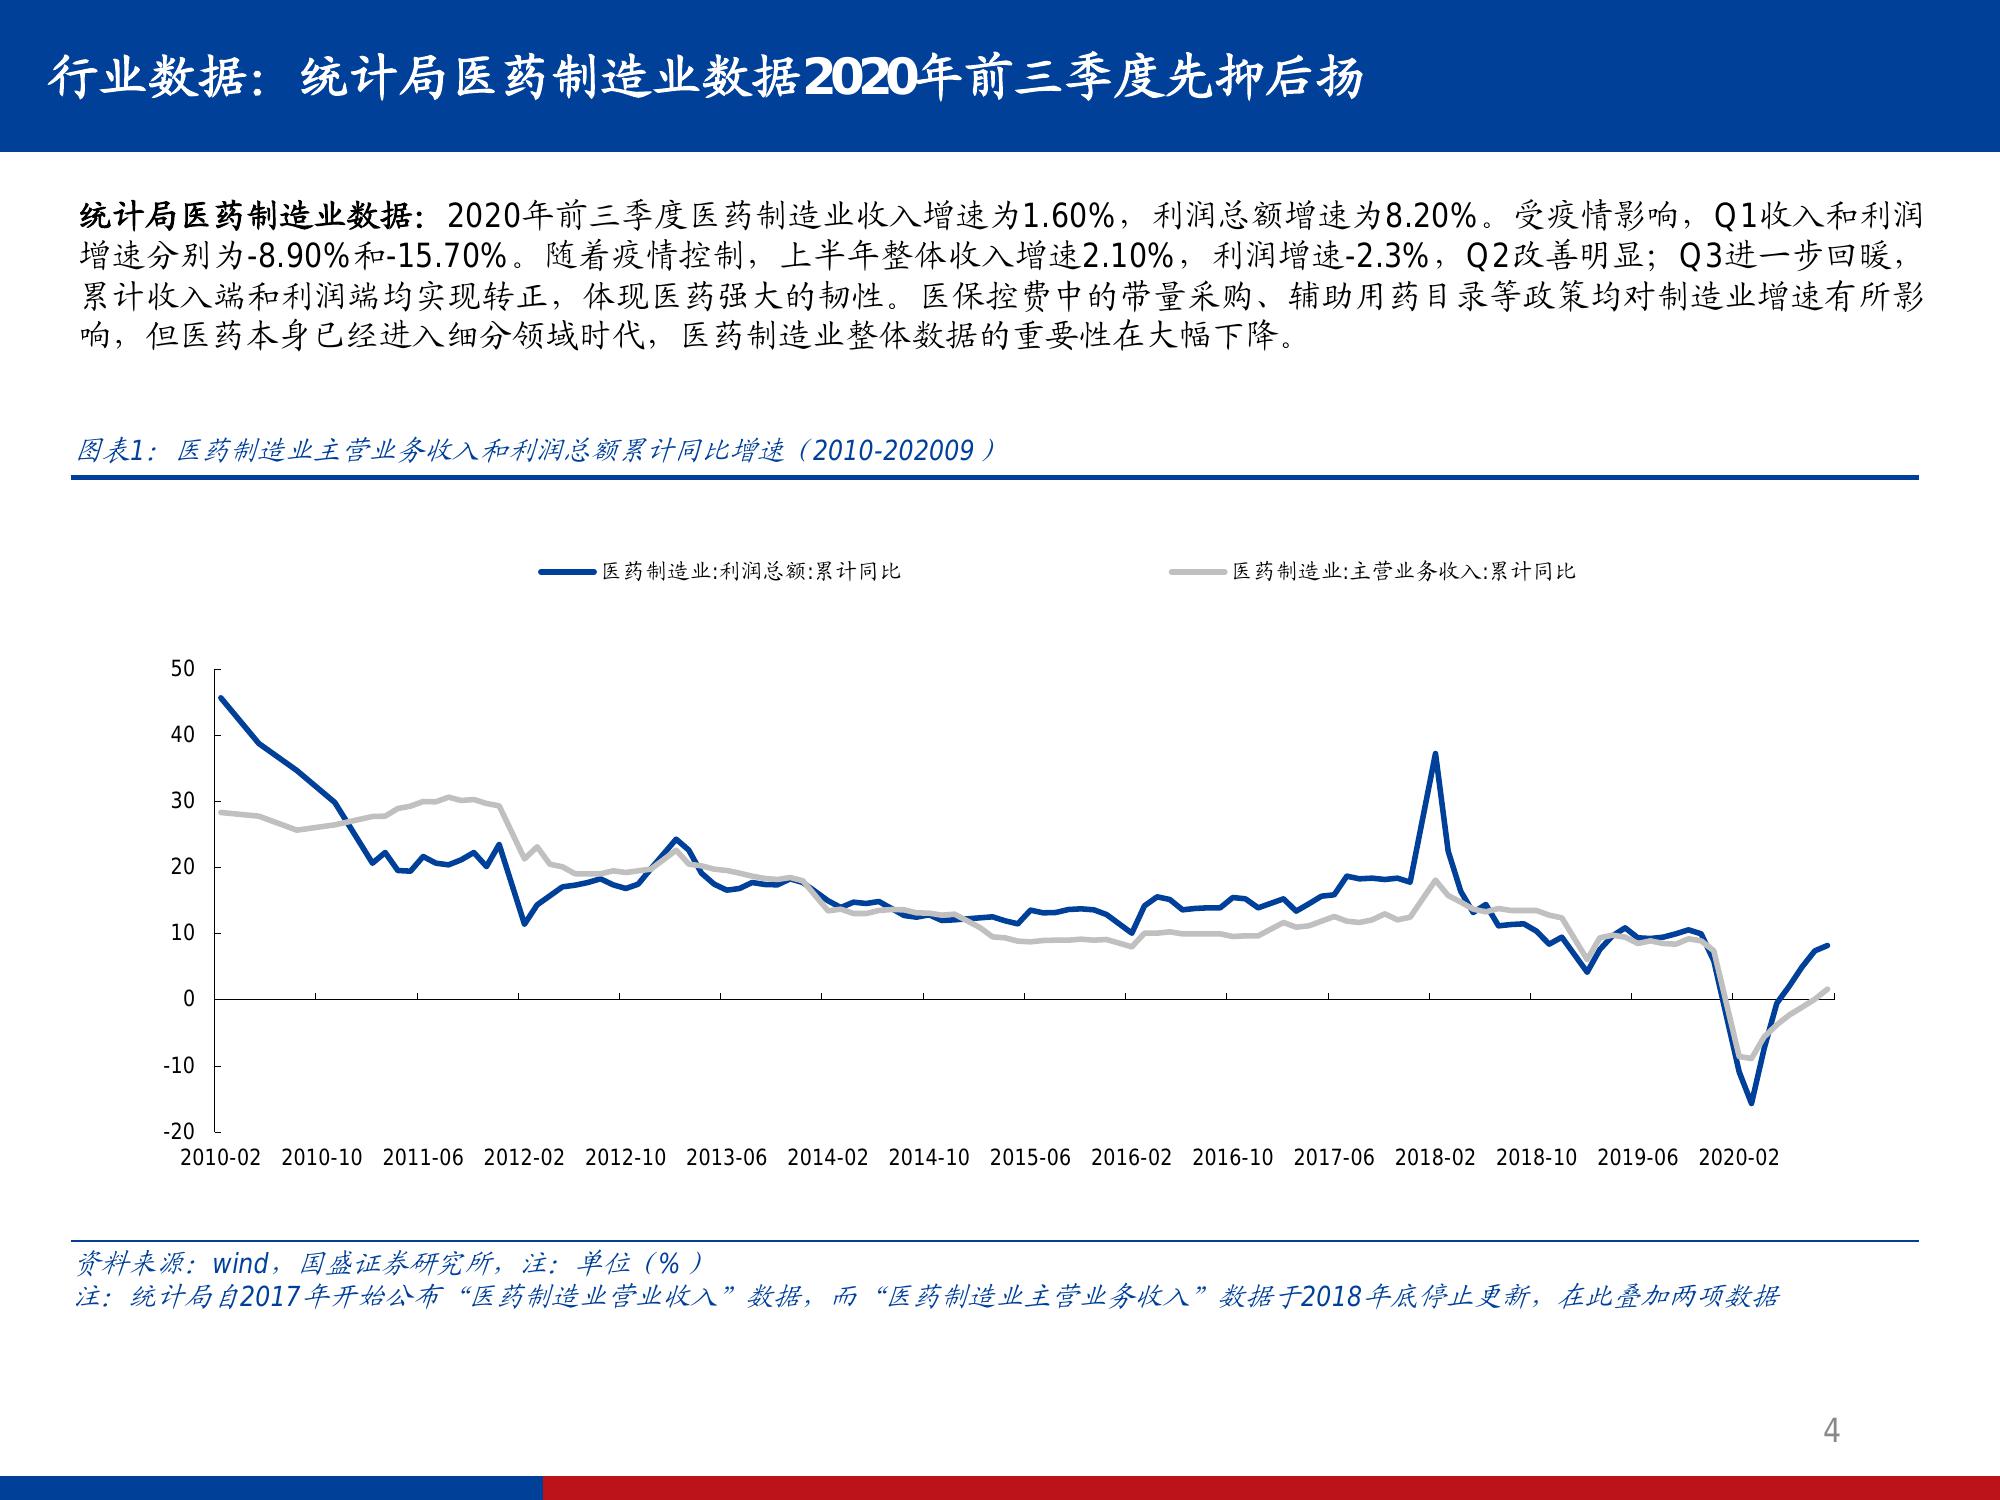 行业数据：统计局医药制造业数据2020年前三季度先抑后扬
统计局医药制造业数据：2020年前三季度医药制造业收入增速为1.60%，利润总额增速为8.20%。受疫情影响，Q1收入和利润
增速分别为-8.90%和-15.70%。随着疫情控制，上半年整体收入增速2.10%，利润增速-2.3%，Q2改善明显；Q3进一步回暖，
累计收入端和利润端均实现转正，体现医药强大的韧性。医保控费中的带量采购、辅助用药目录等政策均对制造业增速有所影
响，但医药本身已经进入细分领域时代，医药制造业整体数据的重要性在大幅下降。
图表1：医药制造业主营业务收入和利润总额累计同比增速（2010-202009）
医药制造业:利润总额:累计同比 医药制造业:主营业务收入:累计同比
50
40
30
20
10
0
-10
-20
2010-02 2010-10 2011-06 2012-02 2012-10 2013-06 2014-02 2014-10 2015-06 2016-02 2016-10 2017-06 2018-02 2018-10 2019-06 2020-02
资料来源：wind，国盛证券研究所，注：单位（%）
注：统计局自2017年开始公布“医药制造业营业收入”数据，而“医药制造业主营业务收入”数据于2018年底停止更新，在此叠加两项数据
4